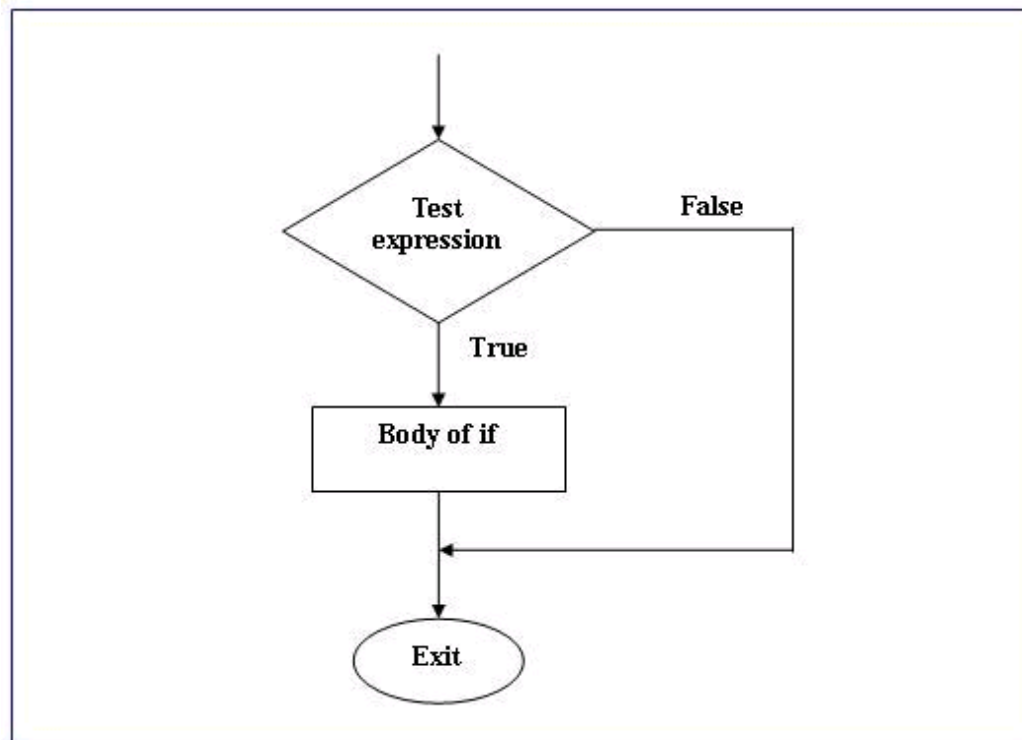 Test
expression
False
True
Body of if
Exit